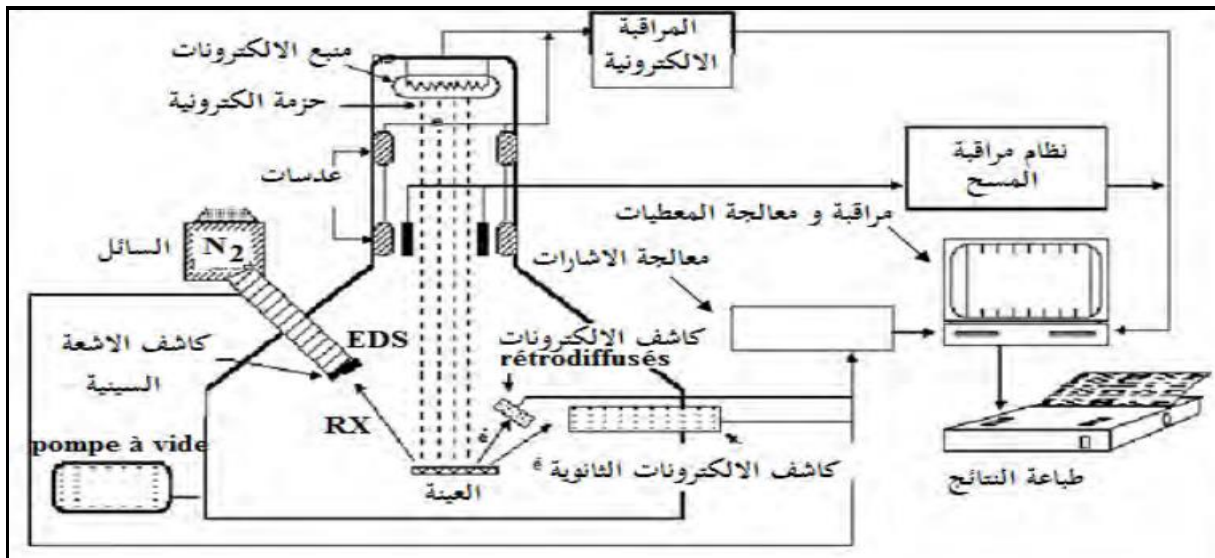 المراقبة
الالكترونية
منبع الالكترونات
حزمة الكترونية
e
عدسات
نظام مراقبة
المسح
مراقبة و معالجة المعطيات
معالجة الاشارات
السائل
N2
EDS
كاشف الاشعة
السينية
كاشف الالكترونات
rétrodiffusés
RX
é
pompe à vide
العينة
كاشف الالكترونات الثانوية é
طباعة النتائج